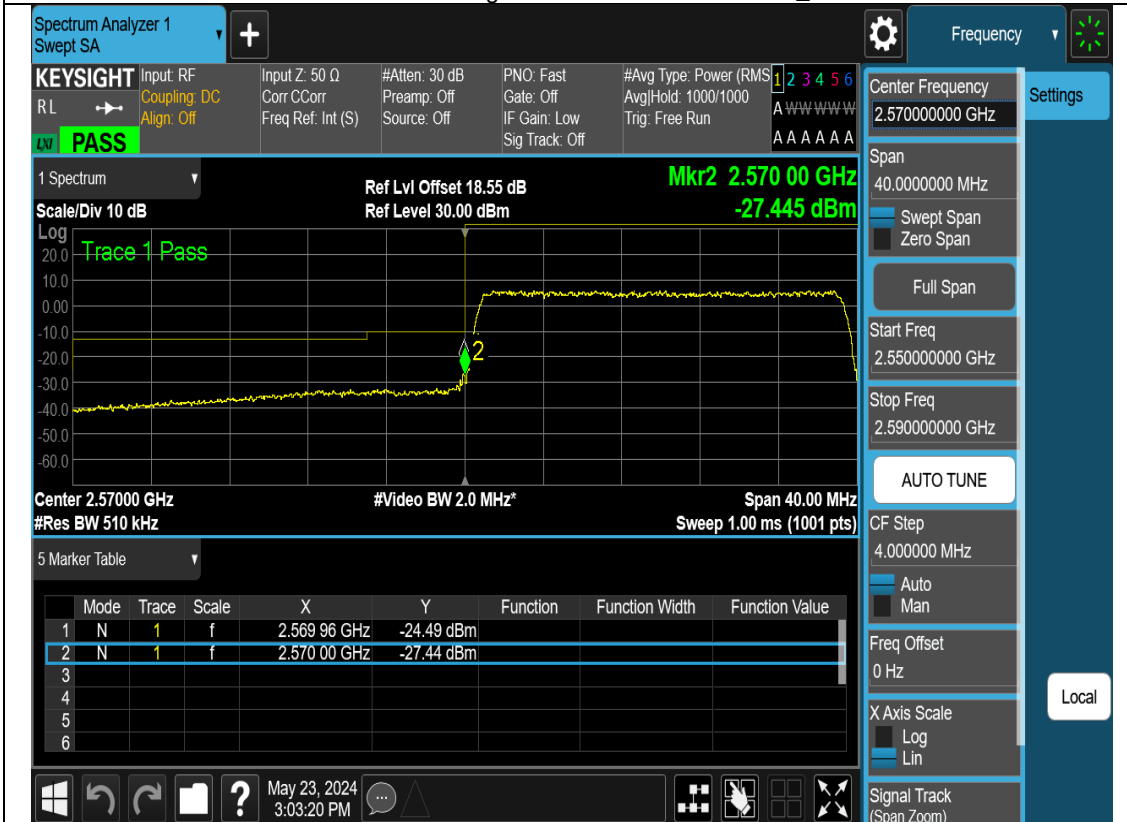 Spectrum Analyzer 1
Swept SA
+
Frequency
KEYSIGHT
RL
LXI PASS
Input: RF
Coupling: DC
Align: Off
Input Z: 50 Ω
Corr CCorr
Freq Ref: Int (S)
#Atten: 30 dB
Preamp: Off
Source: Off
PNO: Fast
Gate: Off
IF Gain: Low
Sig Track: Off
#Avg Type: Power (RMS
Avg|Hold: 1000/1000
Trig: Free Run
1 2 3 4 5 6
A W W W W W
A A A A A A
1 Spectrum
Ref Lvl Offset 18.55 dB
Mkr2 2.570 00 GHz
Scale/Div 10 dB
Ref Level 30.00 dBm
-27.445 dBm
Log
Trace 1 Pass
20.0
10.0
0.00
-10.0
-20.0
-30.0
-40.0
-50.0
-60.0
2
Center 2.57000 GHz
#Video BW 2.0 MHz*
Span 40.00 MHz
#Res BW 510 kHz
Sweep 1.00 ms (1001 pts)
5 Marker Table
Mode Trace Scale X Y Function Function Width Function Value
1 N 1 f 2.569 96 GHz -24.49 dBm
2 N 1 f 2.570 00 GHz -27.44 dBm
3
4
5
6
?
May 23, 2024
3:03:20 PM
Center Frequency
2.570000000 GHz
Settings
Span
40.0000000 MHz
Swept Span
Zero Span
Full Span
Start Freq
2.550000000 GHz
Stop Freq
2.590000000 GHz
AUTO TUNE
CF Step
4.000000 MHz
Auto
Man
Freq Offset
0 Hz
Local
X Axis Scale
Log
Lin
Signal Track
(Span Zoom)